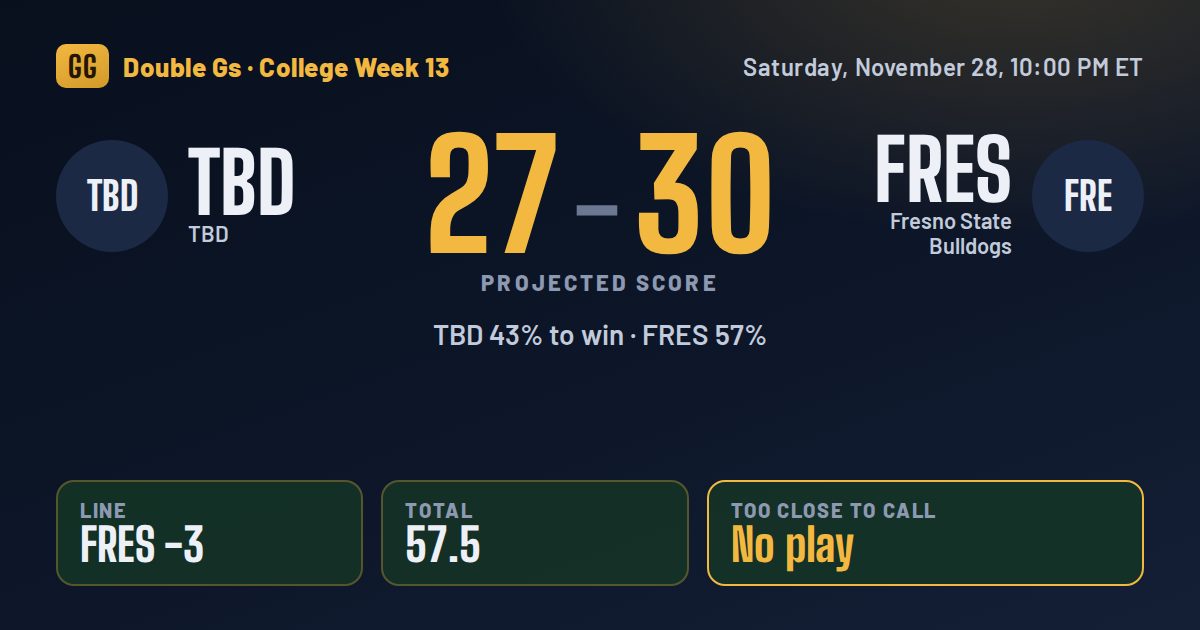 GG Double Gs · College Week 13
Saturday, November 28, 10:00 PM ET
TBD
TBD
TBD
27 – 30
PROJECTED SCORE
TBD 43% to win · FRES 57%
FRES
Fresno State
Bulldogs
FRE
LINE
FRES −3
TOTAL
57.5
TOO CLOSE TO CALL
No play